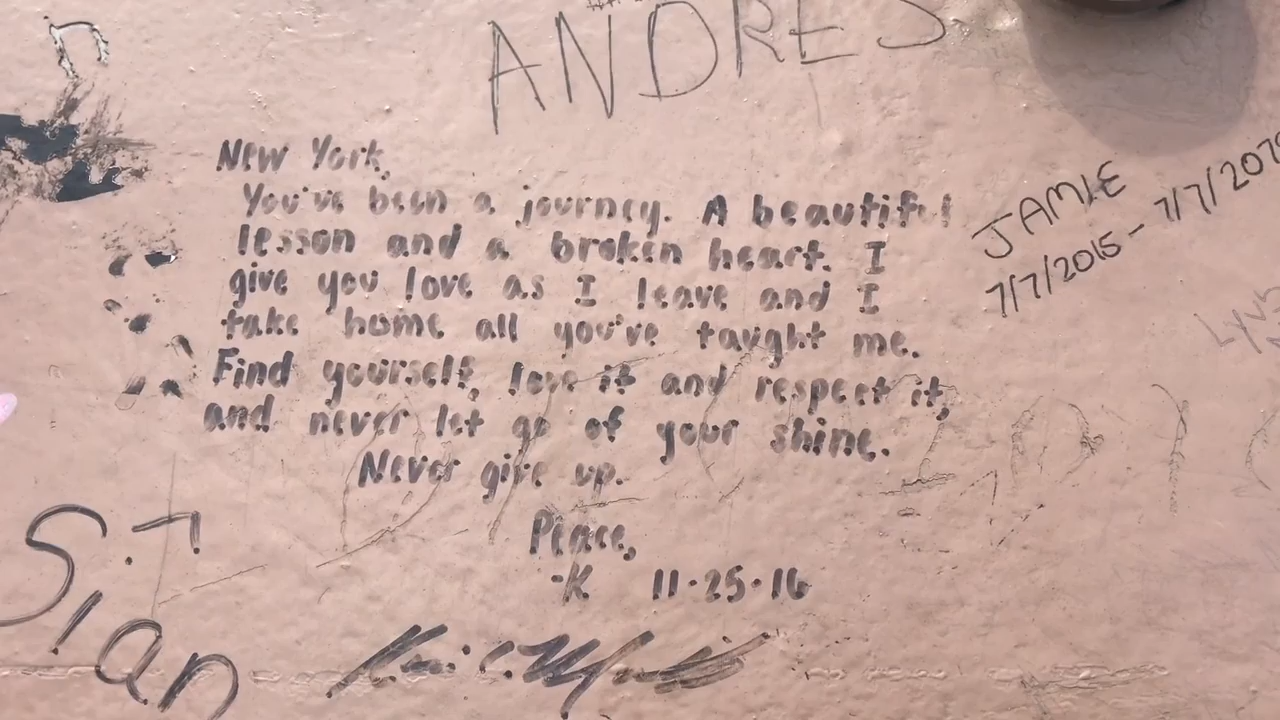 ANDRES
New York,
You've been a journey. A beautiful
lesson and a broken heart. I
give you love as I leave and I
take home all you've taught me.
Find yourself, love it and respect it,
and never let go of your shine.
Never give up.
Peace,
-K 11·25·16
JAMIE
7/7/2015 - 7/7/207
Sian